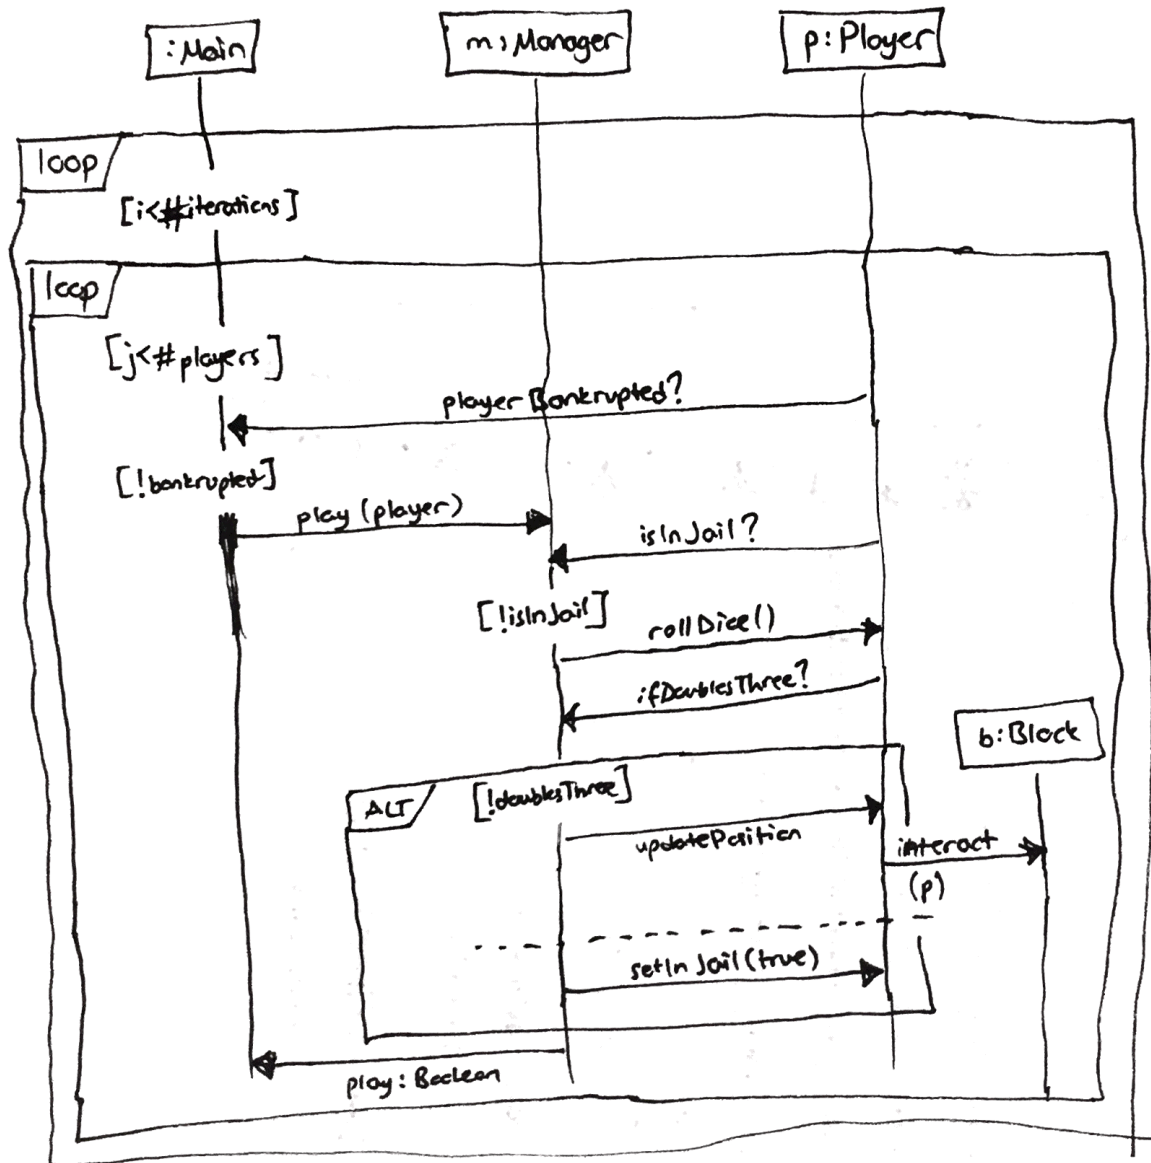 :Main
m:Manager
p:Player
loop
[i<#iterations]
loop
[j<#players]
playerBankrupted?
[!bankrupted]
play (player)
isInJail?
[!isInJail]
rollDice()
ifDoublesThree?
b:Block
ALT
[!doublesThree]
updatePosition
interact
(p)
setInJail(true)
play: Boolean